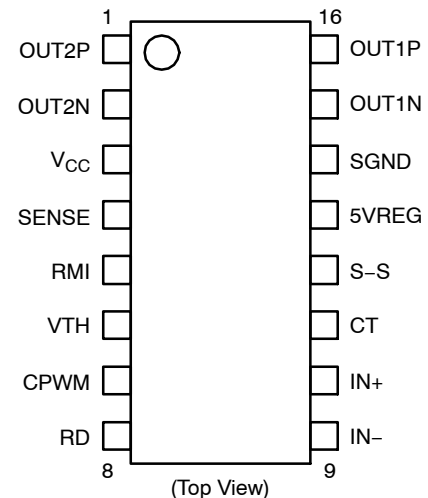 1 16
OUT2P OUT1P
OUT2N OUT1N
VCC SGND
SENSE 5VREG
RMI S−S
VTH CT
CPWM IN+
RD IN−
8 9
(Top View)